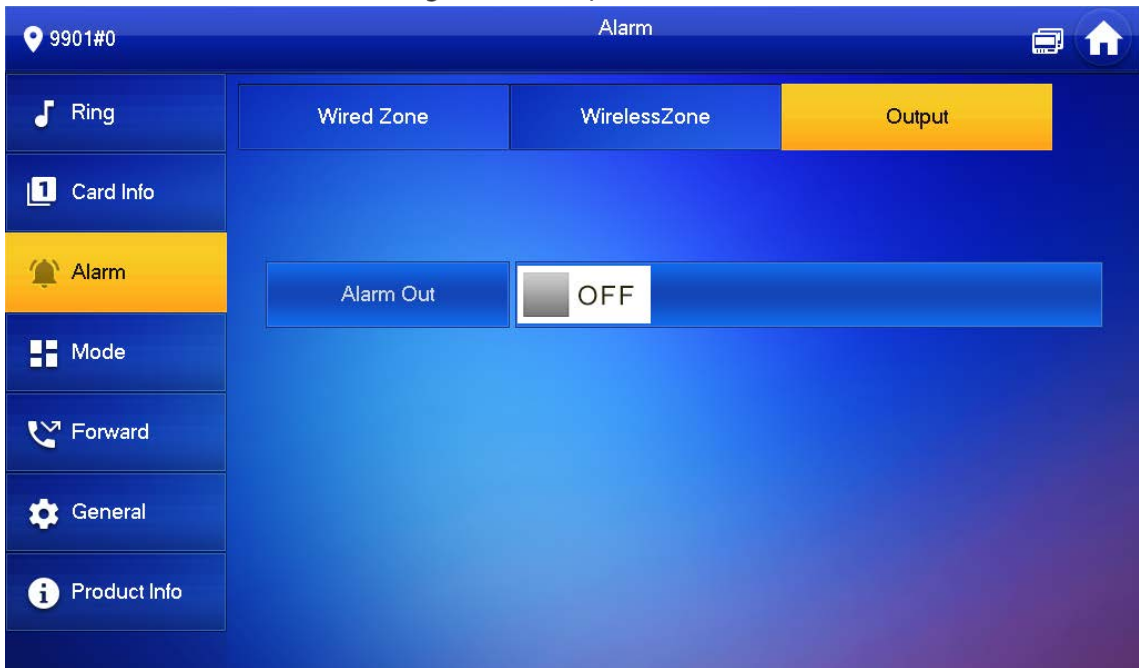 9901#0
Alarm
Ring
Card Info
Alarm
Mode
Forward
General
Product Info
Wired Zone
WirelessZone
Output
Alarm Out
OFF